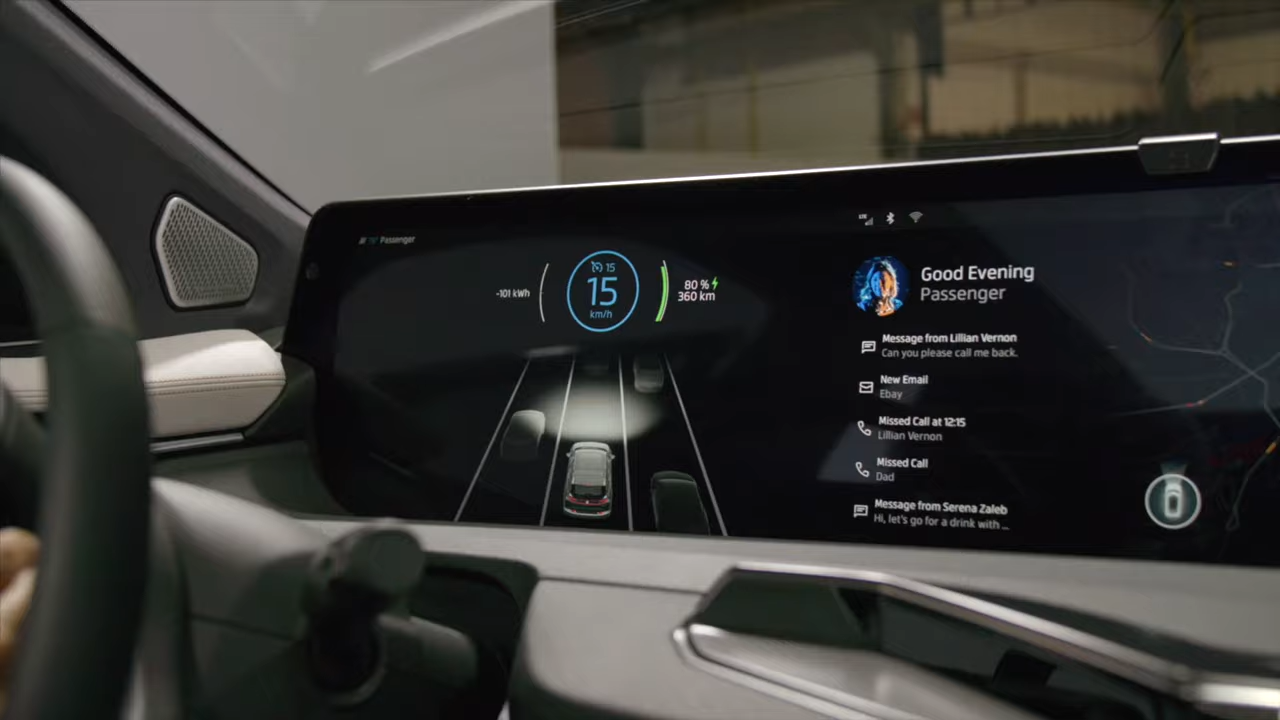 Passenger
LTE
15
15
km/h
-101 kWh
80 %
360 km
Good Evening
Passenger
Message from Lillian Vernon
Can you please call me back.
New Email
Ebay
Missed Call at 12:15
Lillian Vernon
Missed Call
Dad
Message from Serena Zaleb
Hi, let's go for a drink with ...